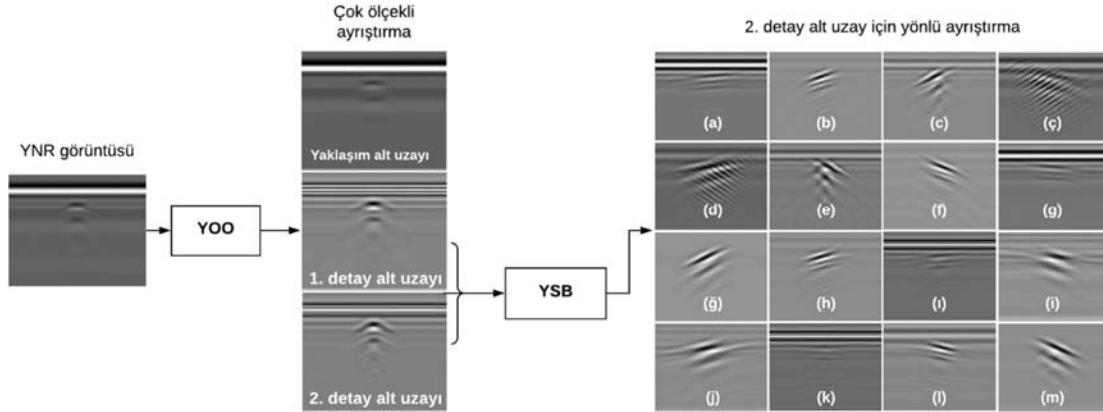 Çok ölçekli
ayrıştırma
2. detay alt uzay için yönlü ayrıştırma
YNR görüntüsü
YOO
Yaklaşım alt uzayı
1. detay alt uzayı
2. detay alt uzayı
YSB
(a) (b) (c) (ç)
(d) (e) (f) (g)
(ğ) (h) (ı) (i)
(j) (k) (l) (m)